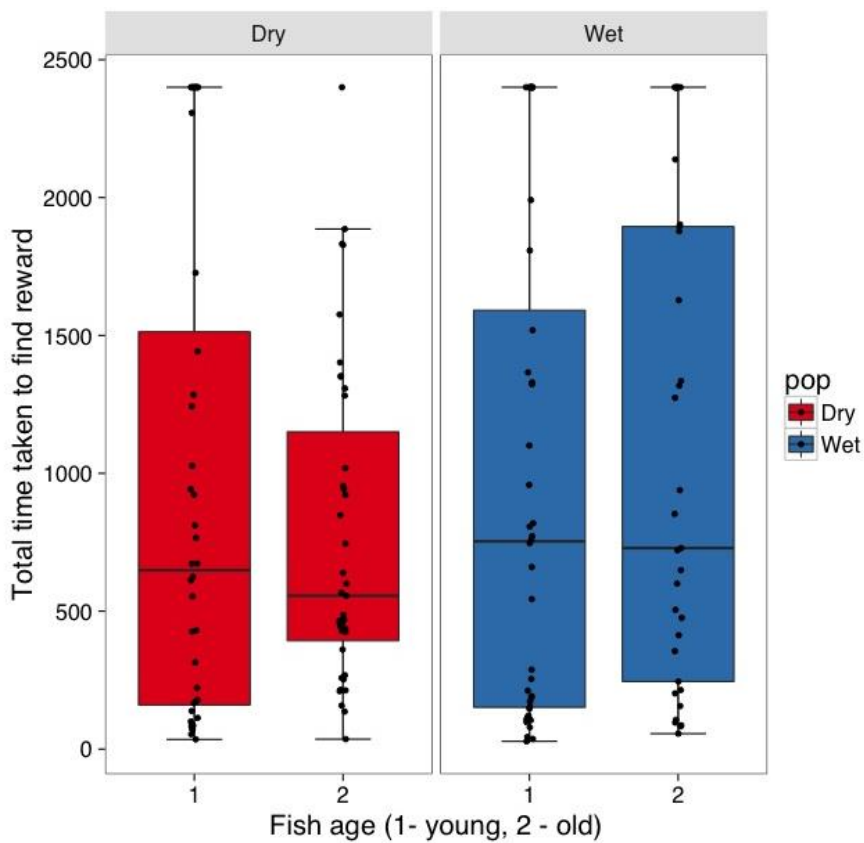 Dry Wet
2500
2000
1500
1000
500
0
Total time taken to find reward
1 2 1 2
Fish age (1- young, 2 - old)
pop
Dry
Wet